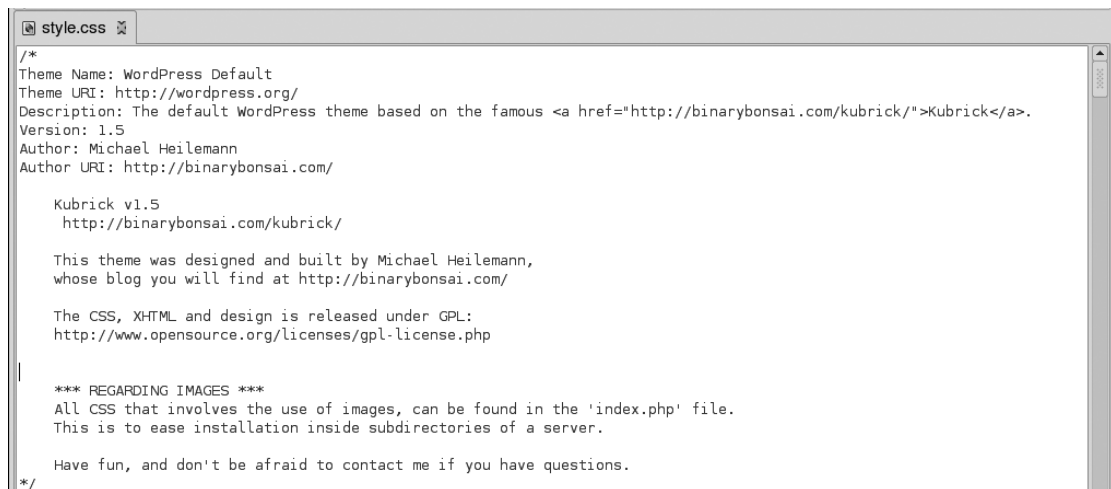 style.css
/*
Theme Name: WordPress Default
Theme URI: http://wordpress.org/
Description: The default WordPress theme based on the famous <a href="http://binarybonsai.com/kubrick/">Kubrick</a>.
Version: 1.5
Author: Michael Heilemann
Author URI: http://binarybonsai.com/
Kubrick v1.5
http://binarybonsai.com/kubrick/
This theme was designed and built by Michael Heilemann,
whose blog you will find at http://binarybonsai.com/
The CSS, XHTML and design is released under GPL:
http://www.opensource.org/licenses/gpl-license.php
*** REGARDING IMAGES ***
All CSS that involves the use of images, can be found in the 'index.php' file.
This is to ease installation inside subdirectories of a server.
Have fun, and don't be afraid to contact me if you have questions.
*/